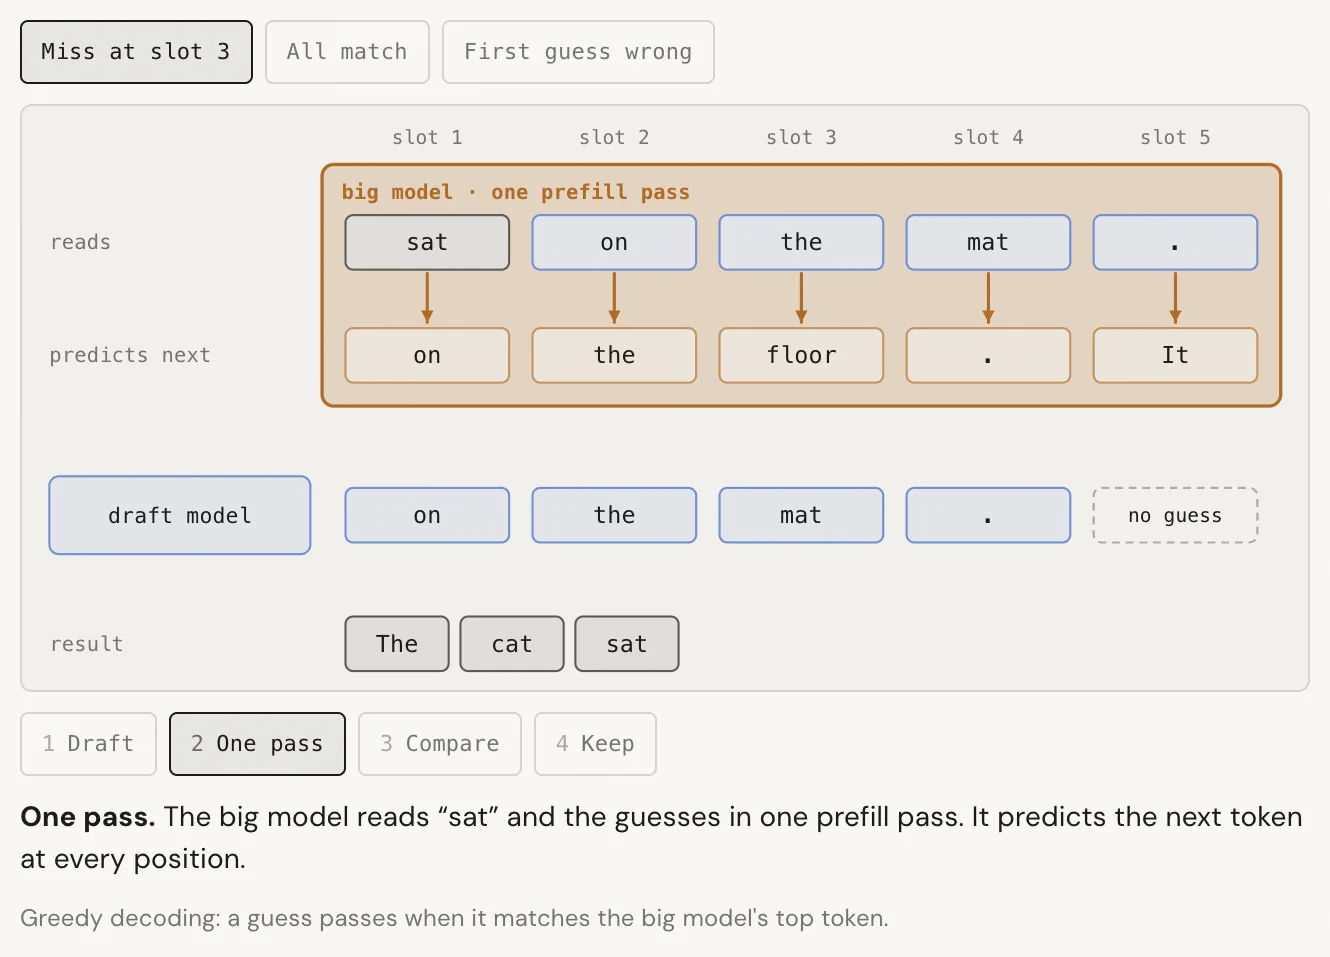 Miss at slot 3 All match First guess wrong
slot 1 slot 2 slot 3 slot 4 slot 5
big model · one prefill pass
reads sat on the mat .
predicts next on the floor . It
draft model on the mat . no guess
result The cat sat
1 Draft 2 One pass 3 Compare 4 Keep
One pass. The big model reads “sat” and the guesses in one prefill pass. It predicts the next token
at every position.
Greedy decoding: a guess passes when it matches the big model's top token.